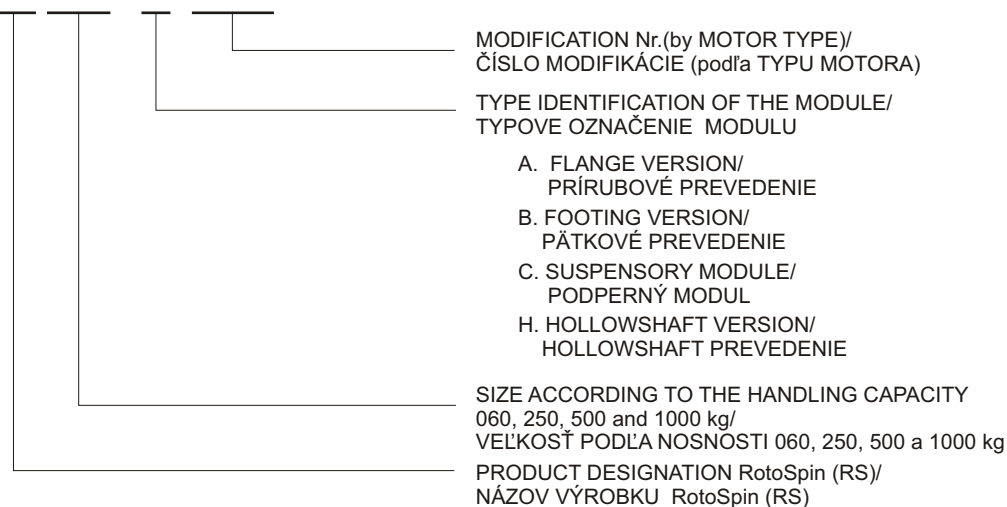 MODIFICATION Nr.(by MOTOR TYPE)/
ČÍSLO MODIFIKÁCIE (podľa TYPU MOTORA)
TYPE IDENTIFICATION OF THE MODULE/
TYPOVE OZNAČENIE MODULU
A. FLANGE VERSION/
PRÍRUBOVÉ PREVEDENIE
B. FOOTING VERSION/
PÄTKOVÉ PREVEDENIE
C. SUSPENSORY MODULE/
PODPERNÝ MODUL
H. HOLLOWSHAFT VERSION/
HOLLOWSHAFT PREVEDENIE
SIZE ACCORDING TO THE HANDLING CAPACITY
060, 250, 500 and 1000 kg/
VEĽKOSŤ PODĽA NOSNOSTI 060, 250, 500 a 1000 kg
PRODUCT DESIGNATION RotoSpin (RS)/
NÁZOV VÝROBKU RotoSpin (RS)